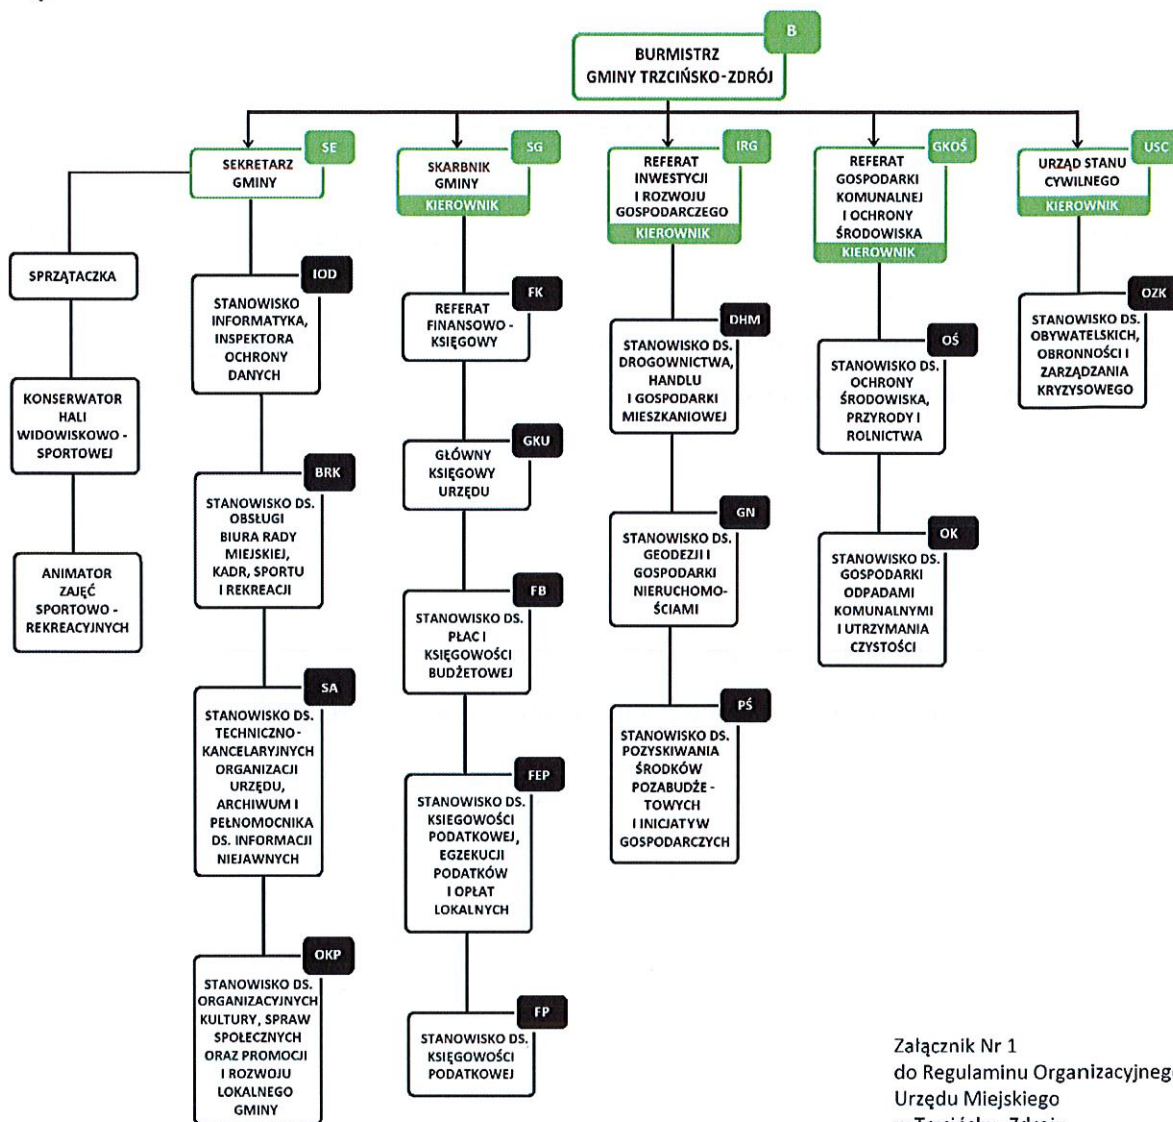 B
BURMISTRZ
GMINY TRZCIŃSKO-ZDRÓJ
SE
SEKRETARZ
GMINY
SG
SKARBNIK
GMINY
KIEROWNIK
IRG
REFERAT
INWESTYCJI
I ROZWOJU
GOSPODARCZEGO
KIEROWNIK
GKOŚ
REFERAT
GOSPODARKI
KOMUNALNEJ
I OCHRONY
ŚRODOWISKA
KIEROWNIK
USC
URZĄD STANU
CYWILNEGO
KIEROWNIK
SPRZĄTACZKA
KONSERWATOR
HALI
WIDOWISKOWO -
SPORTOWEJ
ANIMATOR
ZAJĘĆ
SPORTOWO -
REKREACYJNYCH
IOD
STANOWISKO
INFORMATYKA,
INSPEKTORA
OCHRONY
DANYCH
BRK
STANOWISKO DS.
OBSŁUGI
BIURA RADY
MIEJSKIEJ,
KADR, SPORTU
I REKREACJI
SA
STANOWISKO DS.
TECHNICZNO -
KANCELARYJNYCH
ORGANIZACJI
URZĘDU,
ARCHIWUM I
PEŁNOMOCNIKA
DS. INFORMACJI
NIEJAWNYCH
OKP
STANOWISKO DS.
ORGANIZACYJNYCH
KULTURY, SPRAW
SPOŁECZNYCH
ORAZ PROMOCJI
I ROZWOJU
LOKALNEGO
GMINY
FK
REFERAT
FINANSOWO -
KSIĘGOWY
GKU
GŁÓWNY
KSIĘGOWY
URZĘDU
FB
STANOWISKO DS.
PŁAC I
KSIĘGOWOŚCI
BUDŻETOWEJ
FEP
STANOWISKO DS.
KSIEGOWOŚCI
PODATKOWEJ,
EGZEKUCJI
PODATKÓW
I OPŁAT
LOKALNYCH
FP
STANOWISKO DS.
KSIĘGOWOŚCI
PODATKOWEJ
DHM
STANOWISKO DS.
DROGOWNICTWA,
HANDLU
I GOSPODARKI
MIESZKANIOWEJ
GN
STANOWISKO DS.
GEODEZJI I
GOSPODARKI
NIERUCHOMO-
ŚCIAMI
PŚ
STANOWISKO DS.
POZYSKIWANIA
ŚRODKÓW
POZABUDŻE -
TOWYCH
I INICJATYW
GOSPODARCZYCH
OŚ
STANOWISKO DS.
OCHRONY
ŚRODOWISKA,
PRZYRODY I
ROLNICTWA
OK
STANOWISKO DS.
GOSPODARKI
ODPADAMI
KOMUNALNYMI
I UTRZYMANIA
CZYSTOŚCI
OZK
STANOWISKO DS.
OBYWATELSKICH,
OBRONNOŚCI I
ZARZĄDZANIA
KRYZYSOWEGO
Załącznik Nr 1
do Regulaminu Organizacyjnego
Urzędu Miejskiego